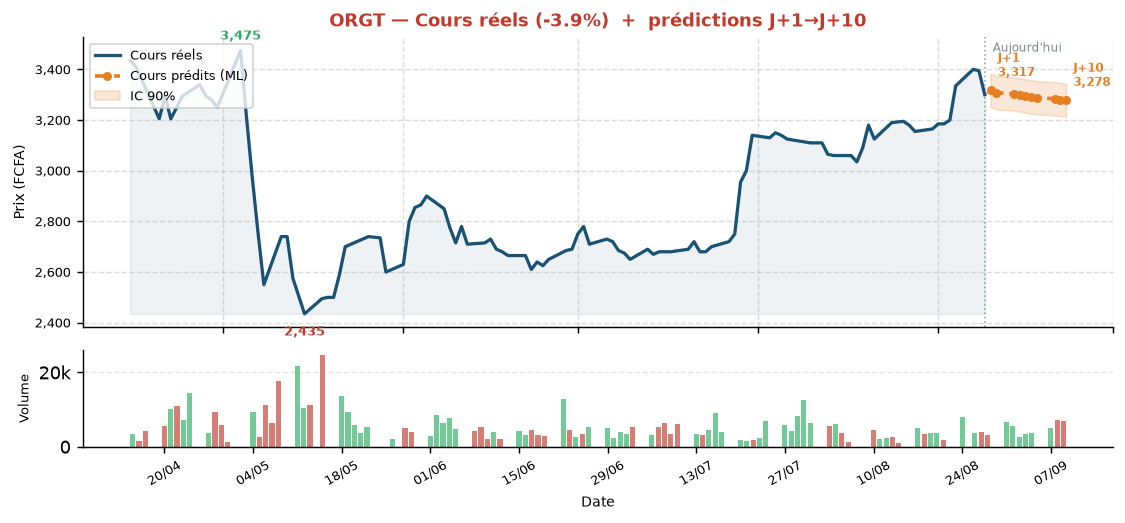 ORGT — Cours réels (-3.9%)  +  prédictions J+1→J+10
3,475
Cours réels
Cours prédits (ML)
IC 90%
Aujourd'hui
J+1
3,317
J+10
3,278
3,400
3,200
3,000
2,800
2,600
2,400
Prix (FCFA)
2,435
20k
0
Volume
20/04
04/05
18/05
01/06
15/06
29/06
13/07
27/07
10/08
24/08
07/09
Date